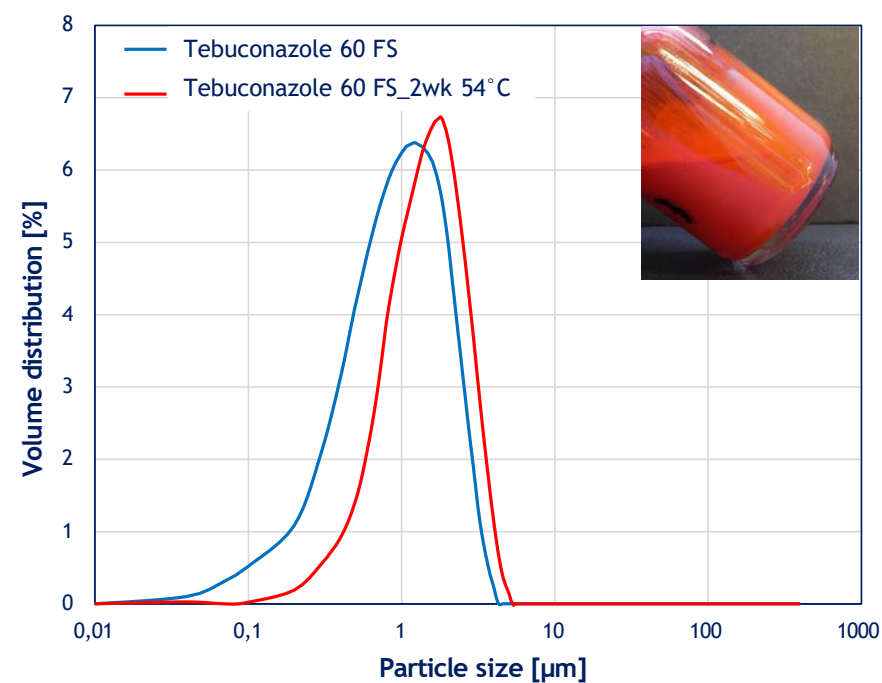 8
Tebuconazole 60 FS
7
Tebuconazole 60 FS_2wk 54°C
6
5
4
3
2
1
0
Volume distribution [%]
0,01 0,1 1 10 100 1000
Particle size [µm]